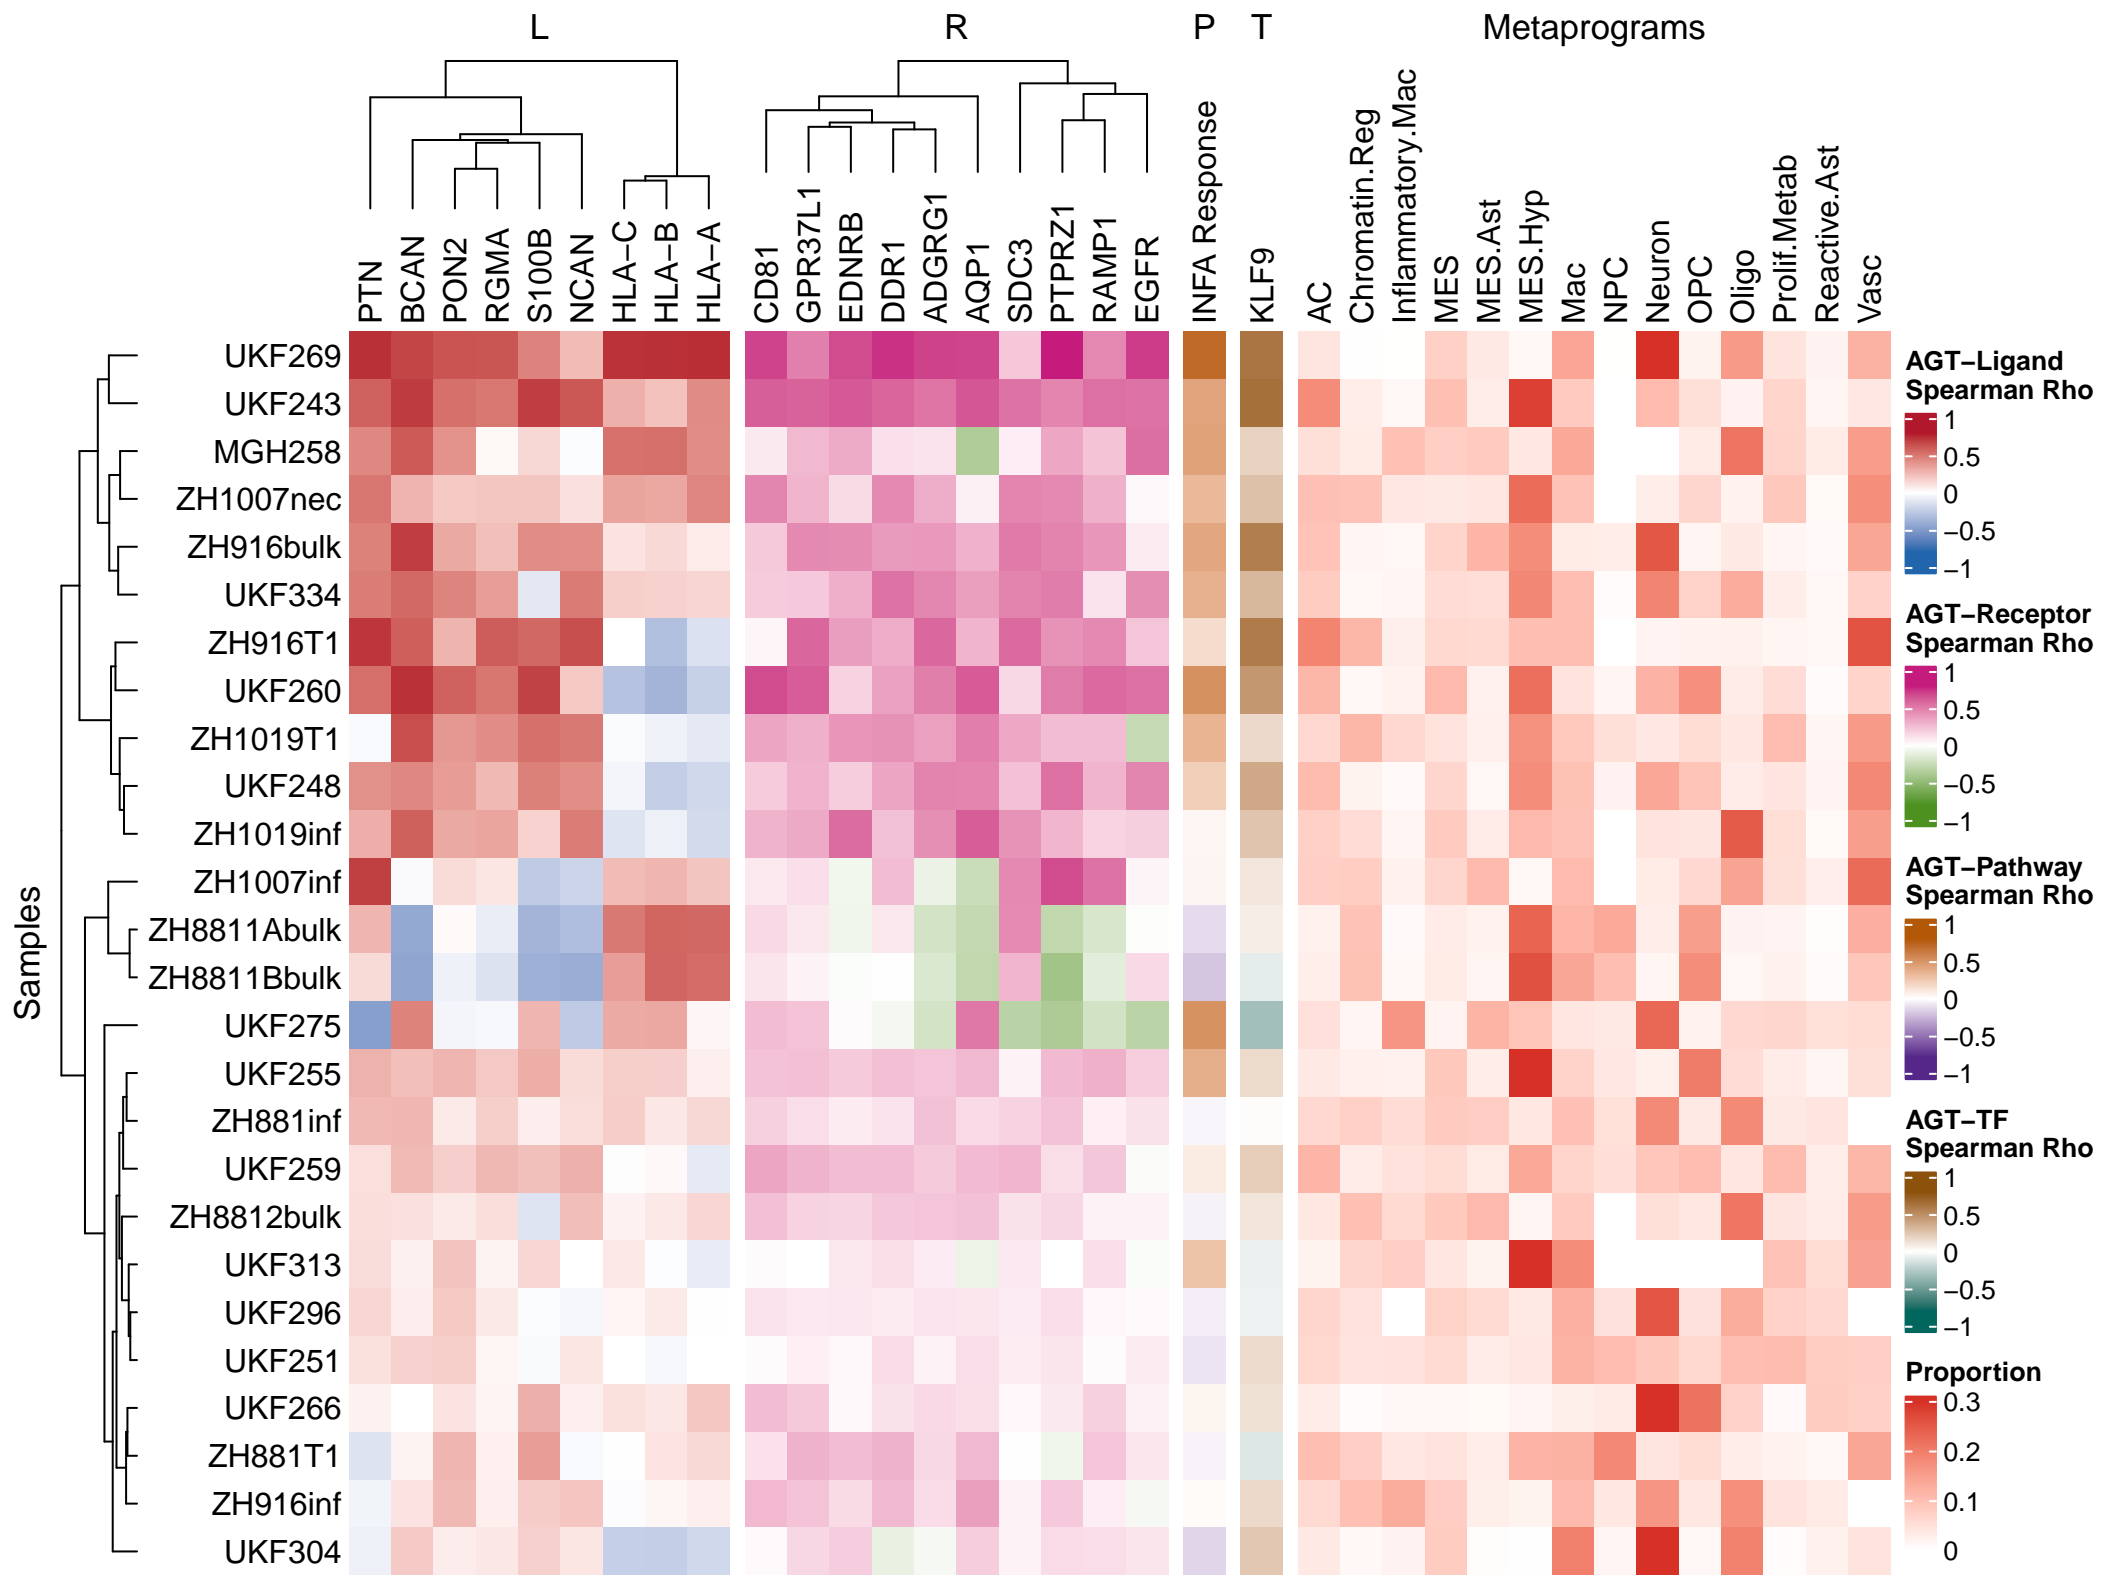 L
R
P
T
Metaprograms
PTN
BCAN
PON2
RGMA
S100B
NCAN
HLA−C
HLA−B
HLA−A
CD81
GPR37L1
EDNRB
DDR1
ADGRG1
AQP1
SDC3
PTPRZ1
RAMP1
EGFR
INFA Response
KLF9
AC
Chromatin.Reg
Inflammatory.Mac
MES
MES.Ast
MES.Hyp
Mac
NPC
Neuron
OPC
Oligo
Prolif.Metab
Reactive.Ast
Vasc
Samples
UKF269
UKF243
MGH258
ZH1007nec
ZH916bulk
UKF334
ZH916T1
UKF260
ZH1019T1
UKF248
ZH1019inf
ZH1007inf
ZH8811Abulk
ZH8811Bbulk
UKF275
UKF255
ZH881inf
UKF259
ZH8812bulk
UKF313
UKF296
UKF251
UKF266
ZH881T1
ZH916inf
UKF304
AGT−Ligand
Spearman Rho
1
0.5
0
−0.5
−1
AGT−Receptor
Spearman Rho
1
0.5
0
−0.5
−1
AGT−Pathway
Spearman Rho
1
0.5
0
−0.5
−1
AGT−TF
Spearman Rho
1
0.5
0
−0.5
−1
Proportion
0.3
0.2
0.1
0